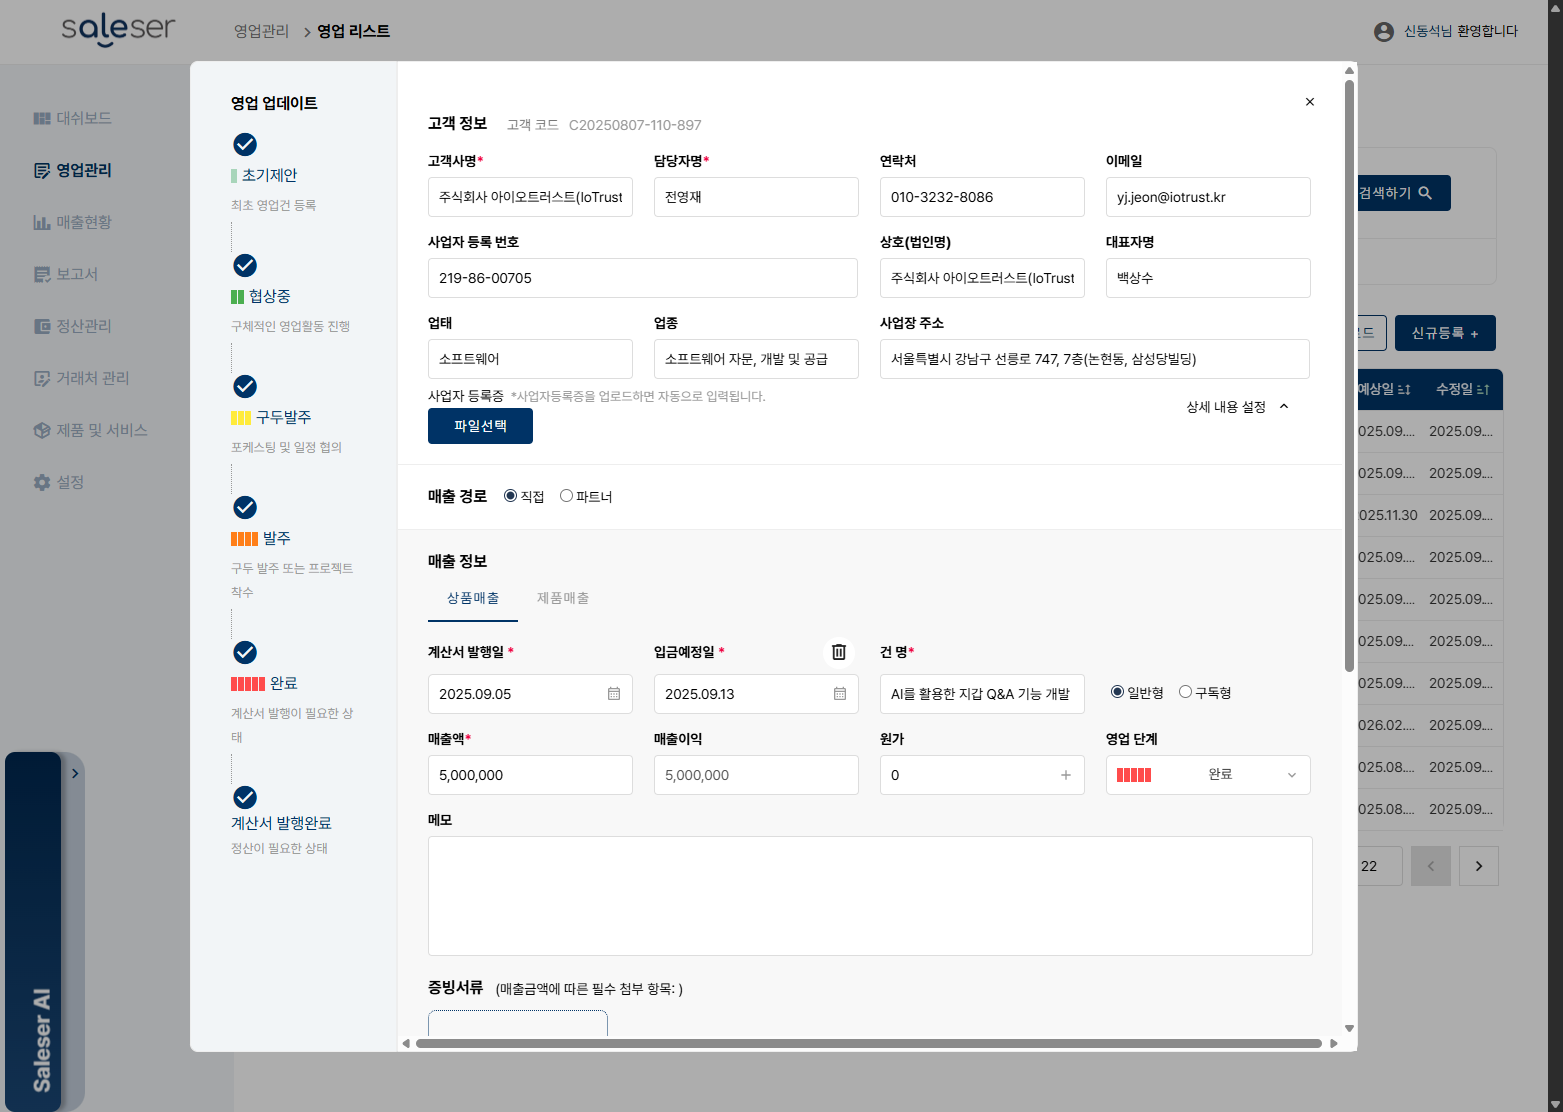 saleser
영업관리 > 영업 리스트
신동석님 환영합니다
대쉬보드
영업관리
매출현황
보고서
정산관리
거래처 관리
제품 및 서비스
설정
Saleser AI
영업 업데이트
초기제안
최초 영업건 등록
협상중
구체적인 영업활동 진행
구두발주
포케스팅 및 일정 협의
발주
구두 발주 또는 프로젝트
착수
완료
계산서 발행이 필요한 상
태
계산서 발행완료
정산이 필요한 상태
고객 정보 고객 코드 C20250807-110-897
고객사명* 담당자명* 연락처 이메일
주식회사 아이오트러스트(IoTrust 전영재 010-3232-8086 yj.jeon@iotrust.kr
사업자 등록 번호 상호(법인명) 대표자명
219-86-00705 주식회사 아이오트러스트(IoTrust 백상수
업태 업종 사업장 주소
소프트웨어 소프트웨어 자문, 개발 및 공급 서울특별시 강남구 선릉로 747, 7층(논현동, 삼성당빌딩)
사업자 등록증 *사업자등록증을 업로드하면 자동으로 입력됩니다.
상세 내용 설정
파일선택
매출 경로 직접 파트너
매출 정보
상품매출 제품매출
계산서 발행일 * 입금예정일 * 건 명*
2025.09.05 2025.09.13 AI를 활용한 지갑 Q&A 기능 개발 일반형 구독형
매출액* 매출이익 원가 영업 단계
5,000,000 5,000,000 0 + 완료
메모
증빙서류 (매출금액에 따른 필수 첨부 항목: )
검색하기
드 신규등록 +
예상일 수정일
025.09.... 2025.09....
025.09.... 2025.09....
025.11.30 2025.09....
025.09.... 2025.09....
025.09.... 2025.09....
025.09.... 2025.09....
025.09.... 2025.09....
026.02.... 2025.09....
025.08.... 2025.09....
025.08.... 2025.09....
22